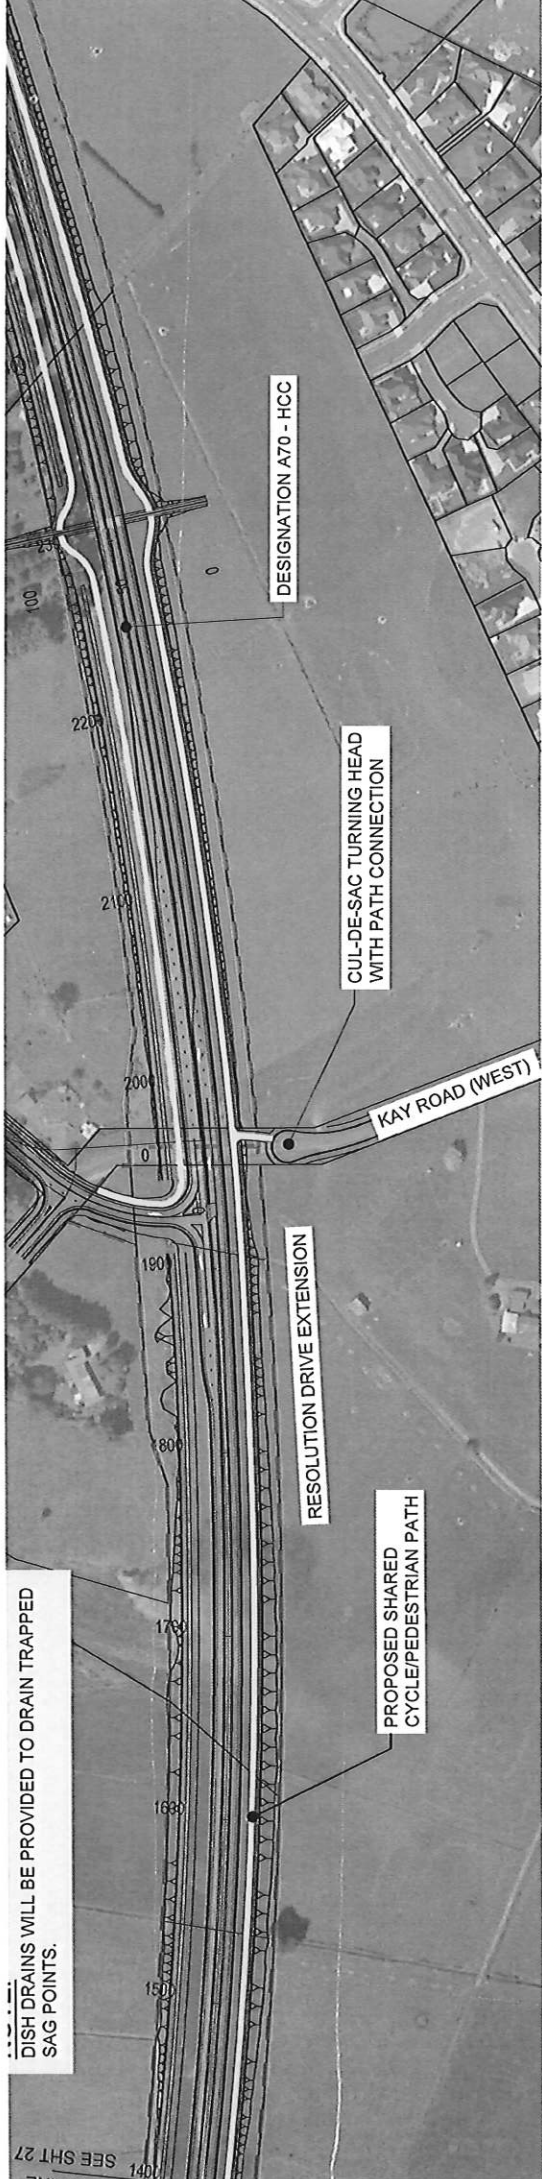 DESIGNATION A70 - HCC
0
100
2200
2100
CUL-DE-SAC TURNING HEAD
WITH PATH CONNECTION
2000
0
KAY ROAD (WEST)
1900
RESOLUTION DRIVE EXTENSION
1800
1700
PROPOSED SHARED
CYCLE/PEDESTRIAN PATH
1600
1500
DISH DRAINS WILL BE PROVIDED TO DRAIN TRAPPED
SAG POINTS.
SEE SHT 27
1400